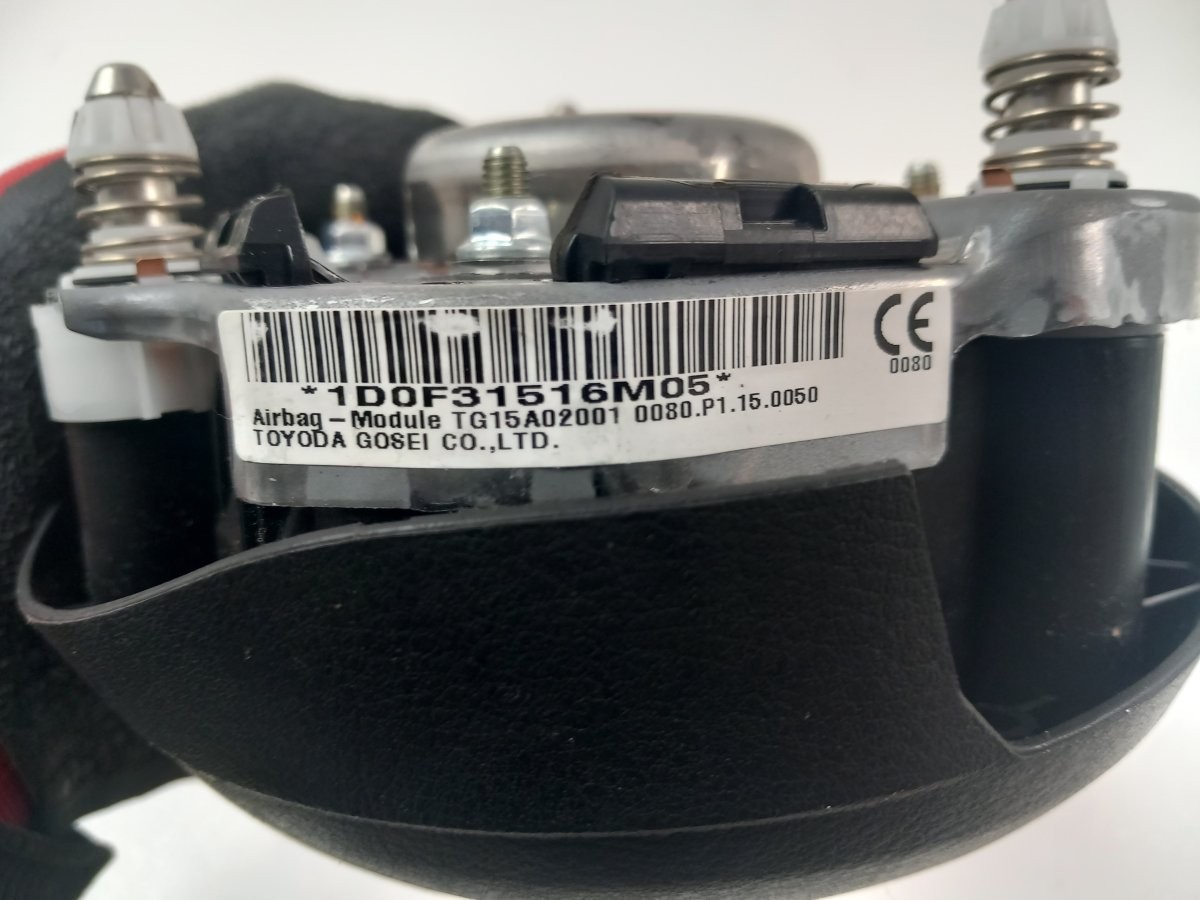 CE
0080
*1D0F31516M05*
Airbag-Module TG15A02001 0080.P1.15.0050
TOYODA GOSEI CO.,LTD.